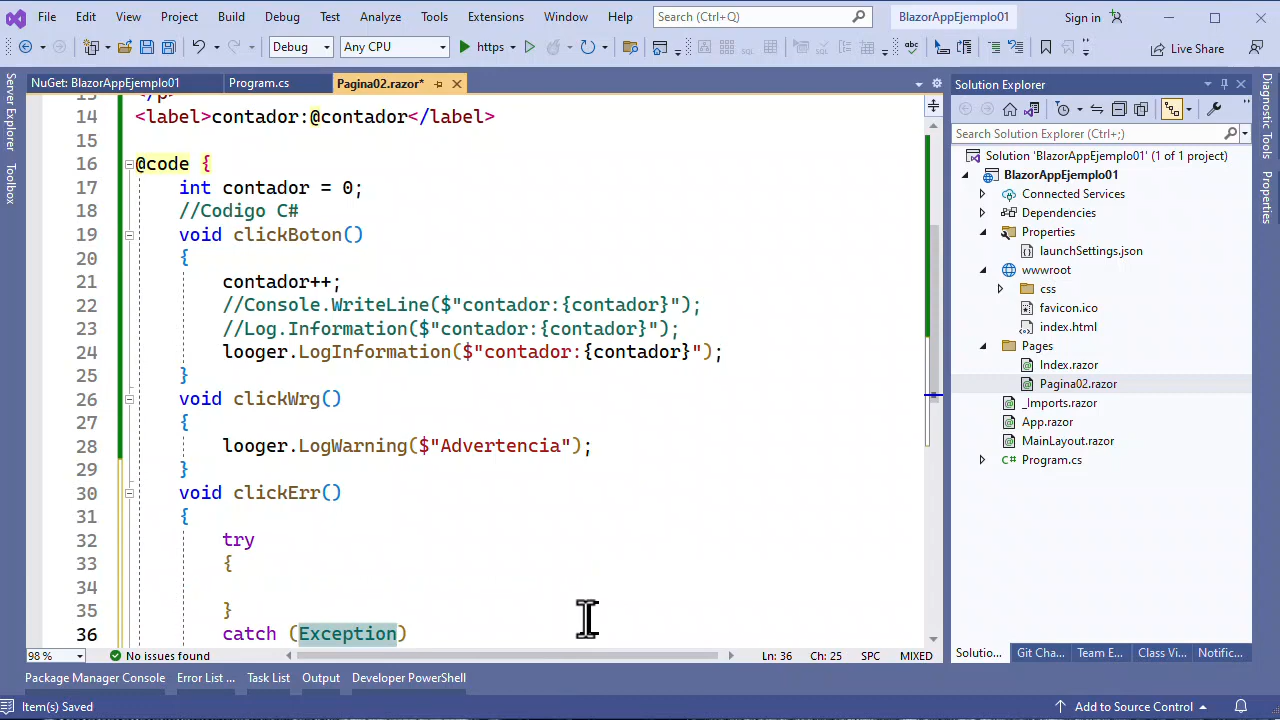 File Edit View Project Build Debug Test Analyze Tools Extensions Window Help Search (Ctrl+Q) BlazorAppEjemplo01 Sign in
Debug Any CPU https Live Share
Server Explorer
Toolbox
NuGet: BlazorAppEjemplo01 Program.cs Pagina02.razor*
14 <label>contador:@contador</label>
15
16 @code {
17 int contador = 0;
18 //Codigo C#
19 void clickBoton()
20 {
21 contador++;
22 //Console.WriteLine($"contador:{contador}");
23 //Log.Information($"contador:{contador}");
24 looger.LogInformation($"contador:{contador}");
25 }
26 void clickWrg()
27 {
28 looger.LogWarning($"Advertencia");
29 }
30 void clickErr()
31 {
32 try
33 {
34
35 }
36 catch (Exception)
98 % No issues found Ln: 36 Ch: 25 SPC MIXED
Solution Explorer
Search Solution Explorer (Ctrl+;)
Solution 'BlazorAppEjemplo01' (1 of 1 project)
BlazorAppEjemplo01
Connected Services
Dependencies
Properties
launchSettings.json
wwwroot
css
favicon.ico
index.html
Pages
Index.razor
Pagina02.razor
_Imports.razor
App.razor
MainLayout.razor
C# Program.cs
Solutio... Git Cha... Team E... Class Vi... Notific...
Diagnostic Tools
Properties
Package Manager Console Error List ... Task List Output Developer PowerShell
Item(s) Saved Add to Source Control